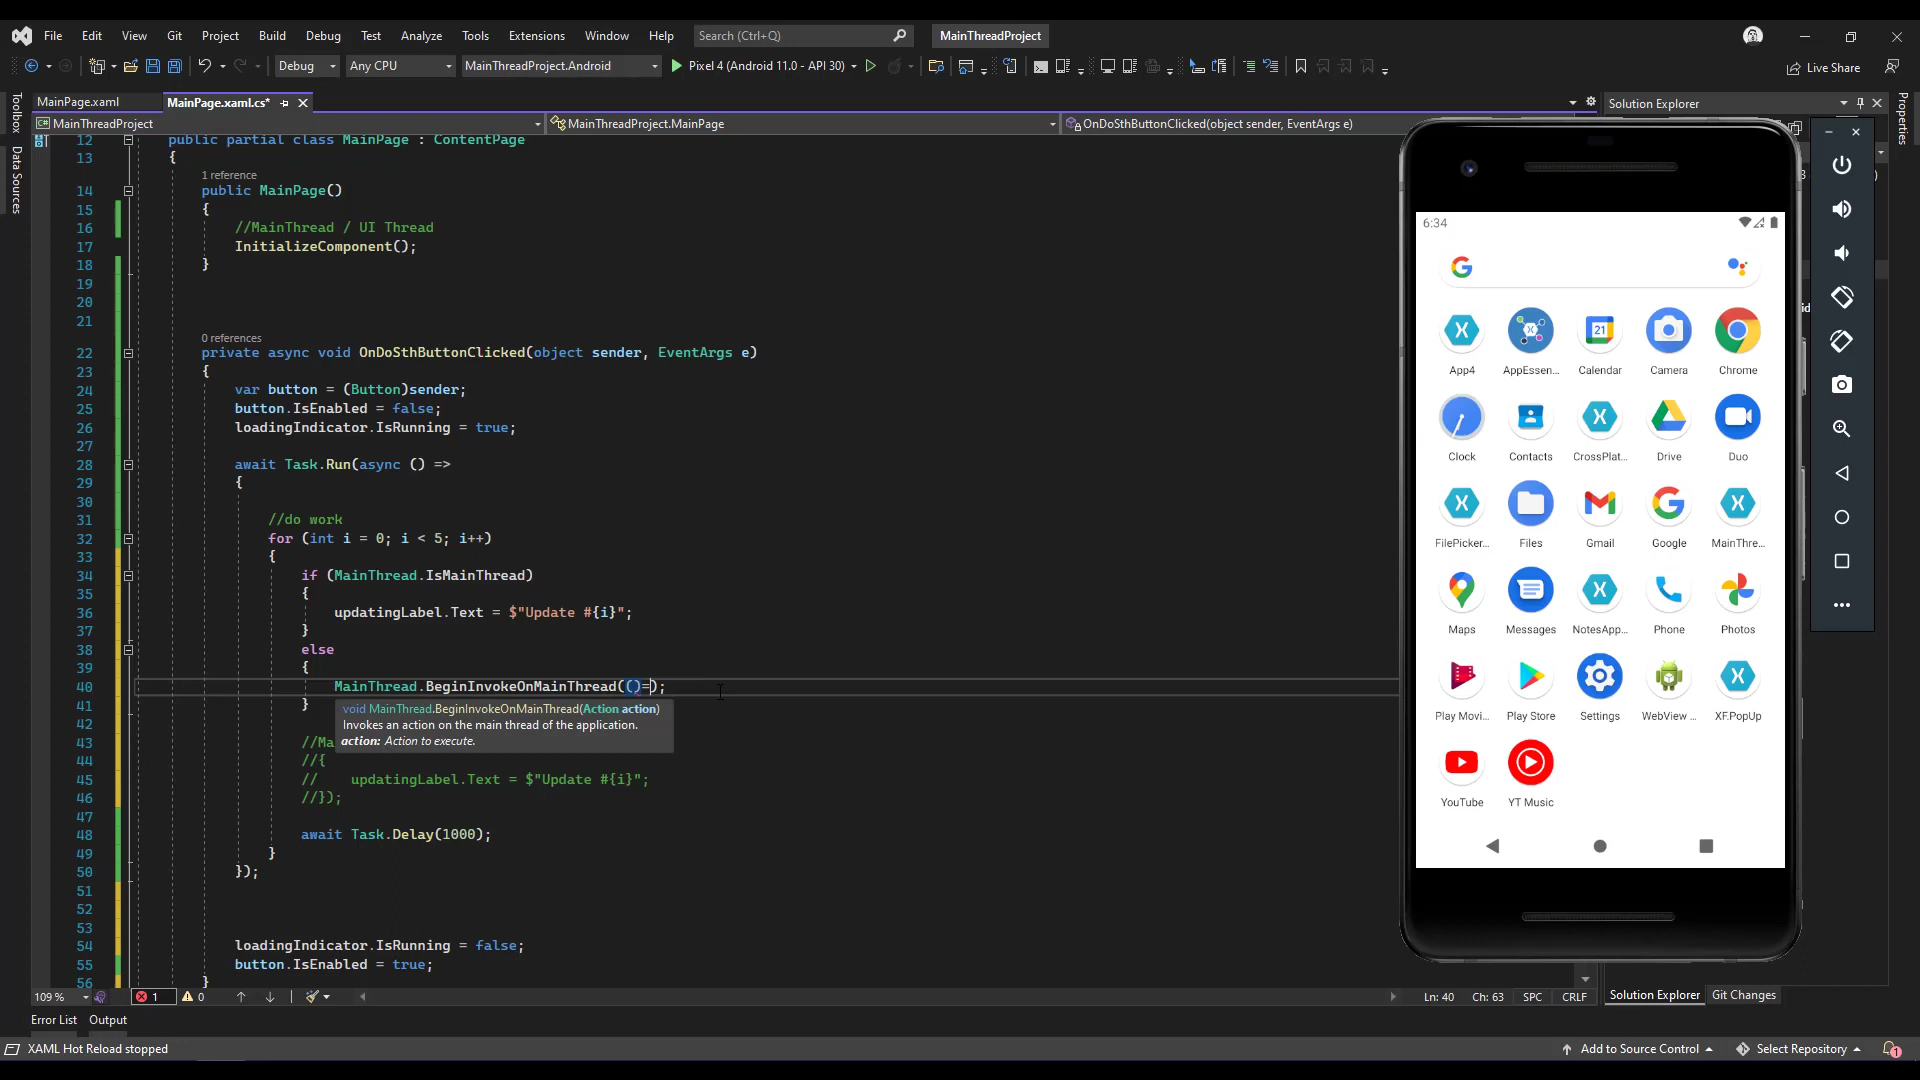 File Edit View Git Project Build Debug Test Analyze Tools Extensions Window Help Search (Ctrl+Q) MainThreadProject
Debug Any CPU MainThreadProject.Android Pixel 4 (Android 11.0 - API 30) Live Share
MainPage.xaml MainPage.xaml.cs* Solution Explorer
MainThreadProject MainThreadProject.MainPage OnDoSthButtonClicked(object sender, EventArgs e)
Toolbox
Data Sources
Properties
12 public partial class MainPage : ContentPage
13 {
1 reference
14 public MainPage()
15 {
16 //MainThread / UI Thread
17 InitializeComponent();
18 }
19
20
21
0 references
22 private async void OnDoSthButtonClicked(object sender, EventArgs e)
23 {
24 var button = (Button)sender;
25 button.IsEnabled = false;
26 loadingIndicator.IsRunning = true;
27
28 await Task.Run(async () =>
29 {
30
31 //do work
32 for (int i = 0; i < 5; i++)
33 {
34 if (MainThread.IsMainThread)
35 {
36 updatingLabel.Text = $"Update #{i}";
37 }
38 else
39 {
40 MainThread.BeginInvokeOnMainThread(()=);
41 }
void MainThread.BeginInvokeOnMainThread(Action action)
Invokes an action on the main thread of the application.
action: Action to execute.
42
43 //Ma
44 //{
45 // updatingLabel.Text = $"Update #{i}";
46 //});
47
48 await Task.Delay(1000);
49 }
50 });
51
52
53
54 loadingIndicator.IsRunning = false;
55 button.IsEnabled = true;
56 }
6:34
App4 AppEssen... Calendar Camera Chrome
Clock Contacts CrossPlat... Drive Duo
FilePicker... Files Gmail Google MainThre...
Maps Messages NotesApp... Phone Photos
Play Movi... Play Store Settings WebView ... XF.PopUp
YouTube YT Music
109 % 1 0 Ln: 40 Ch: 63 SPC CRLF Solution Explorer Git Changes
Error List Output
XAML Hot Reload stopped Add to Source Control Select Repository 1